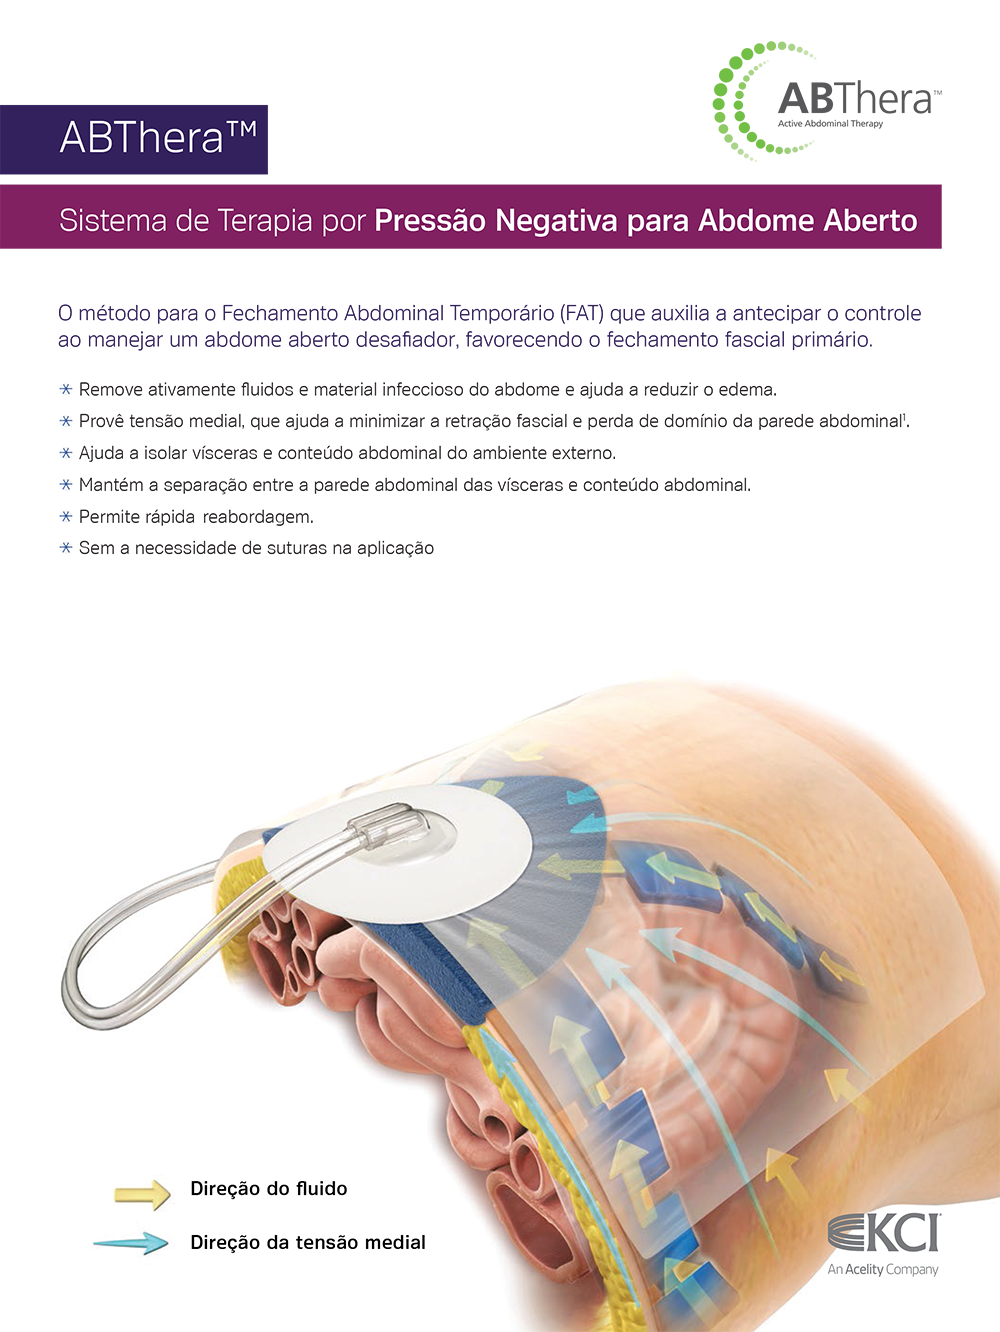 ABThera™
Active Abdominal Therapy
ABThera™
Sistema de Terapia por Pressão Negativa para Abdome Aberto
O método para o Fechamento Abdominal Temporário (FAT) que auxilia a antecipar o controle
ao manejar um abdome aberto desafiador, favorecendo o fechamento fascial primário.
* Remove ativamente fluidos e material infeccioso do abdome e ajuda a reduzir o edema.
* Provê tensão medial, que ajuda a minimizar a retração fascial e perda de domínio da parede abdominal¹.
* Ajuda a isolar vísceras e conteúdo abdominal do ambiente externo.
* Mantém a separação entre a parede abdominal das vísceras e conteúdo abdominal.
* Permite rápida reabordagem.
* Sem a necessidade de suturas na aplicação
Direção do fluido
Direção da tensão medial
KCI
An Acelity Company